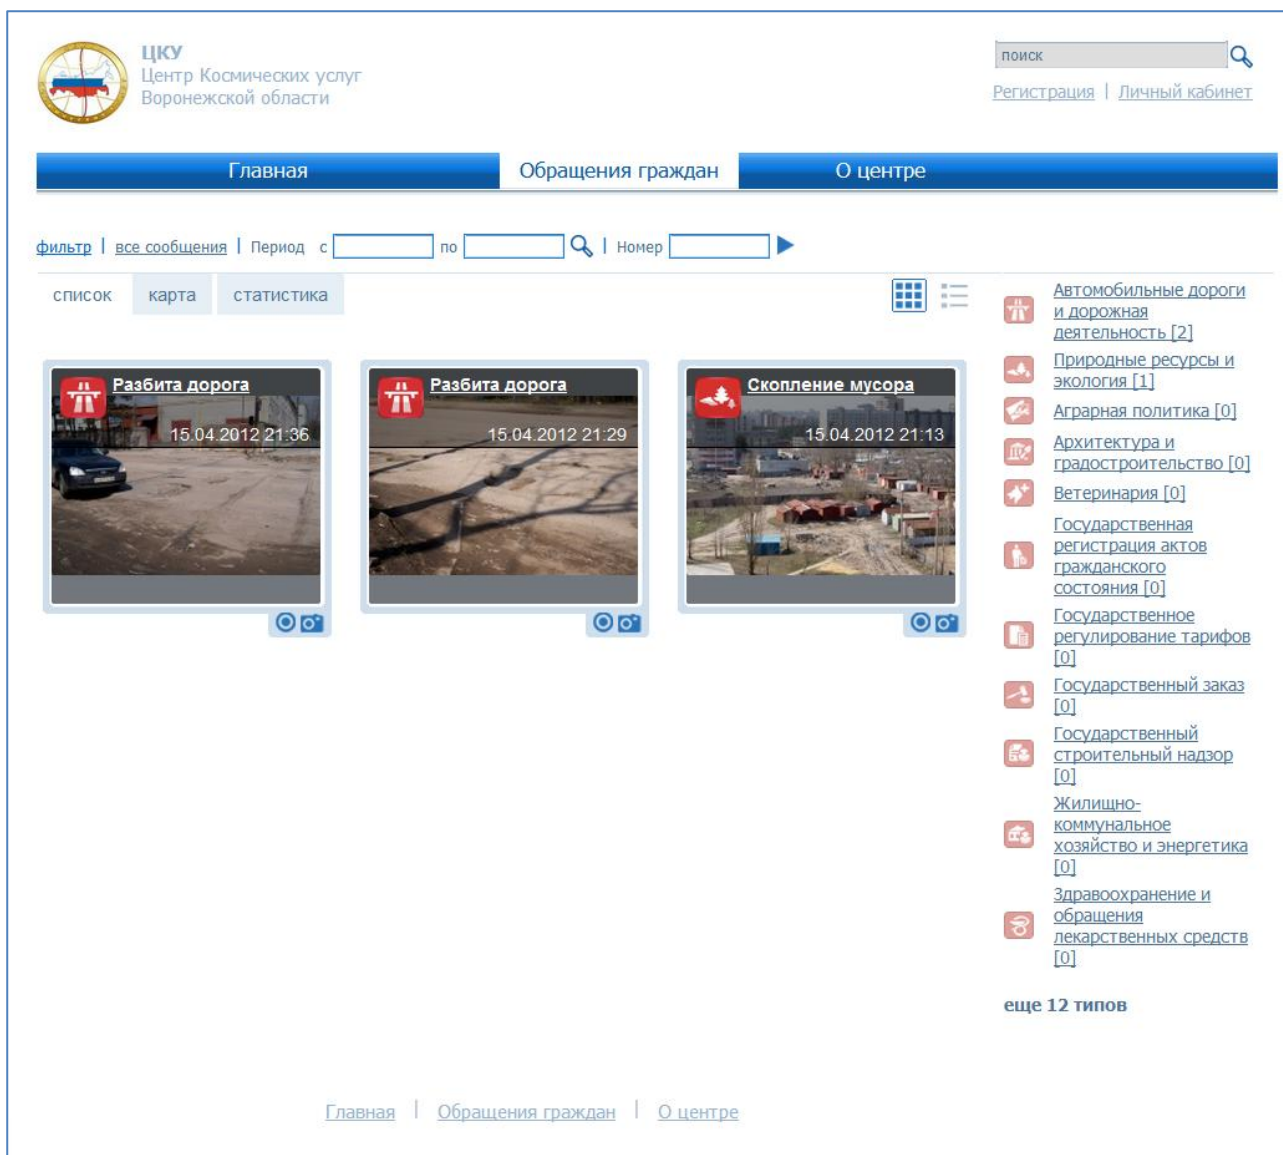 ЦКУ
Центр Космических услуг
Воронежской области
поиск
Регистрация | Личный кабинет
Главная
Обращения граждан
О центре
фильтр | все сообщения | Период с по | Номер
список
карта
статистика
Разбита дорога
15.04.2012 21:36
Разбита дорога
15.04.2012 21:29
Скопление мусора
15.04.2012 21:13
Автомобильные дороги
и дорожная
деятельность [2]
Природные ресурсы и
экология [1]
Аграрная политика [0]
Архитектура и
градостроительство [0]
Ветеринария [0]
Государственная
регистрация актов
гражданского
состояния [0]
Государственное
регулирование тарифов
[0]
Государственный заказ
[0]
Государственный
строительный надзор
[0]
Жилищно-
коммунальное
хозяйство и энергетика
[0]
Здравоохранение и
обращения
лекарственных средств
[0]
еще 12 типов
Главная | Обращения граждан | О центре